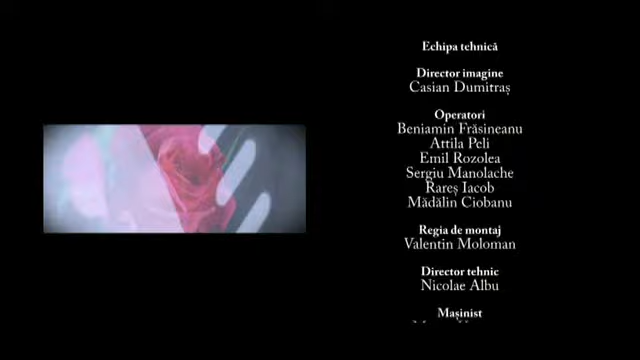 Echipa tehnică
Director imagine
Casian Dumitraș
Operatori
Beniamin Frăsineanu
Attila Peli
Emil Rozolea
Sergiu Manolache
Rareș Iacob
Mădălin Ciobanu
Regia de montaj
Valentin Moloman
Director tehnic
Nicolae Albu
Mașinist